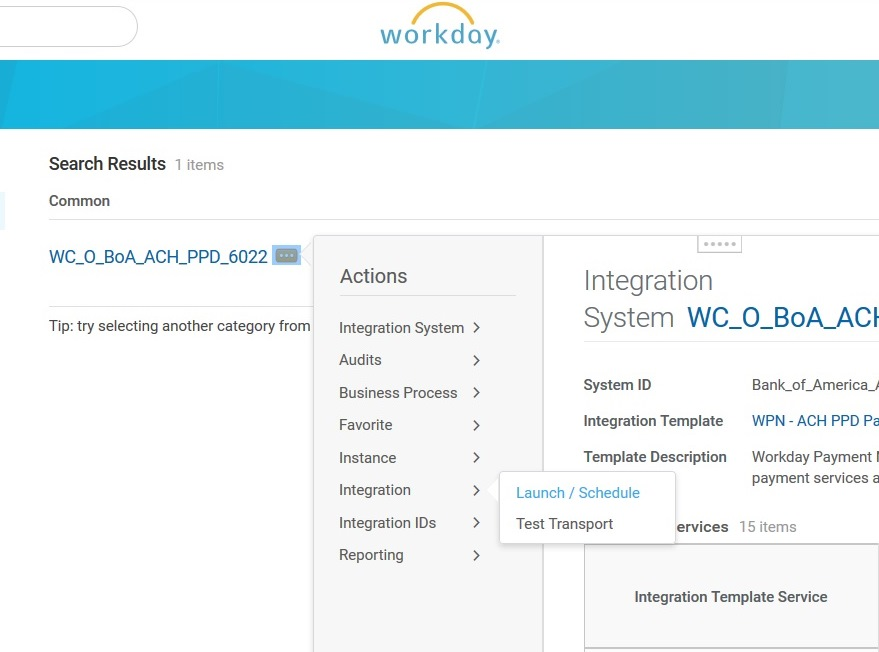 workday.
Search Results 1 items
Common
WC_O_BoA_ACH_PPD_6022
Tip: try selecting another category from
Actions
Integration System
Audits
Business Process
Favorite
Instance
Integration
Integration IDs
Reporting
Launch / Schedule
Test Transport
Integration
System WC_O_BoA_ACH
System ID Bank_of_America_A
Integration Template WPN - ACH PPD Pa
Template Description Workday Payment
payment services a
ervices 15 items
Integration Template Service